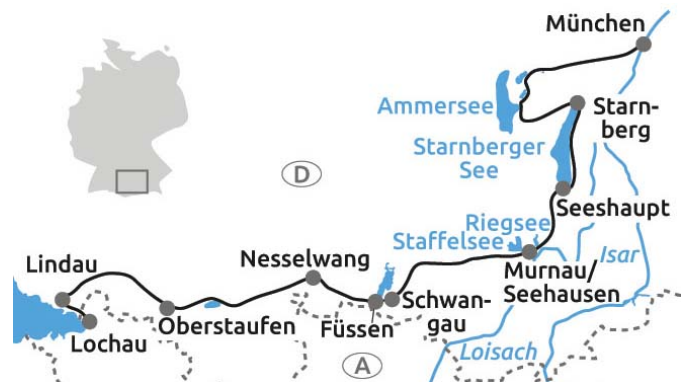 München
Ammersee
Starn-
berg
Starnberger
See
D
Seeshaupt
Riegsee
Staffelsee
Nesselwang
Isar
Lindau
Murnau/
Seehausen
Schwan-
gau
Füssen
Oberstaufen
Lochau
Loisach
A